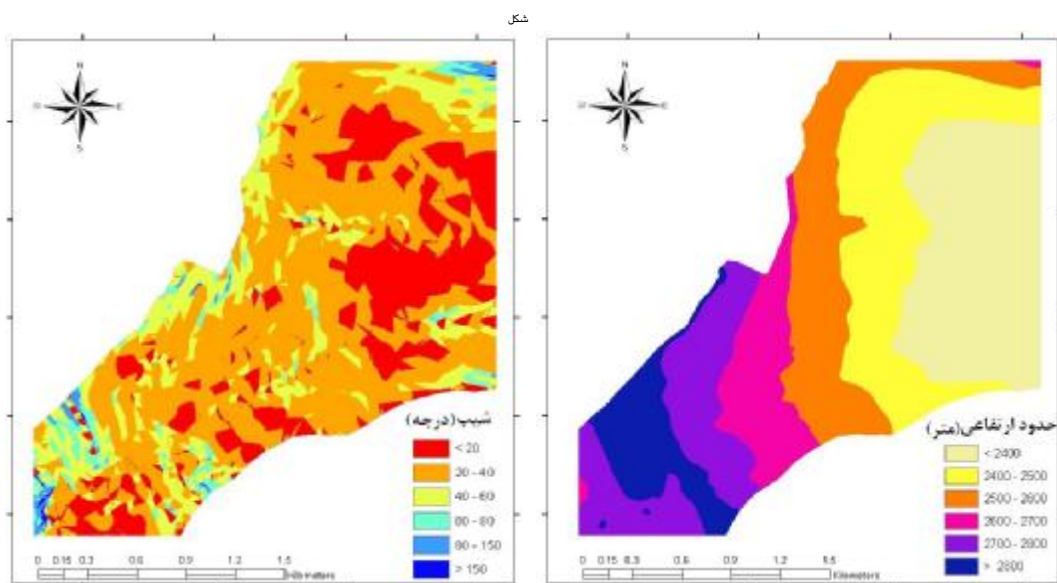 شکل
N
E
S
شیب(درجه)
< 20
20 - 40
40 - 60
60 - 80
80 - 150
> 150
0 0.15 0.3 0.6 0.9 1.2 1.5
Kilometers
N
E
S
حدود ارتفاعی(متر)
< 2400
2400 - 2500
2500 - 2600
2600 - 2700
2700 - 2800
> 2800
0 0.15 0.3 0.6 0.9 1.2 1.5
Kilometers